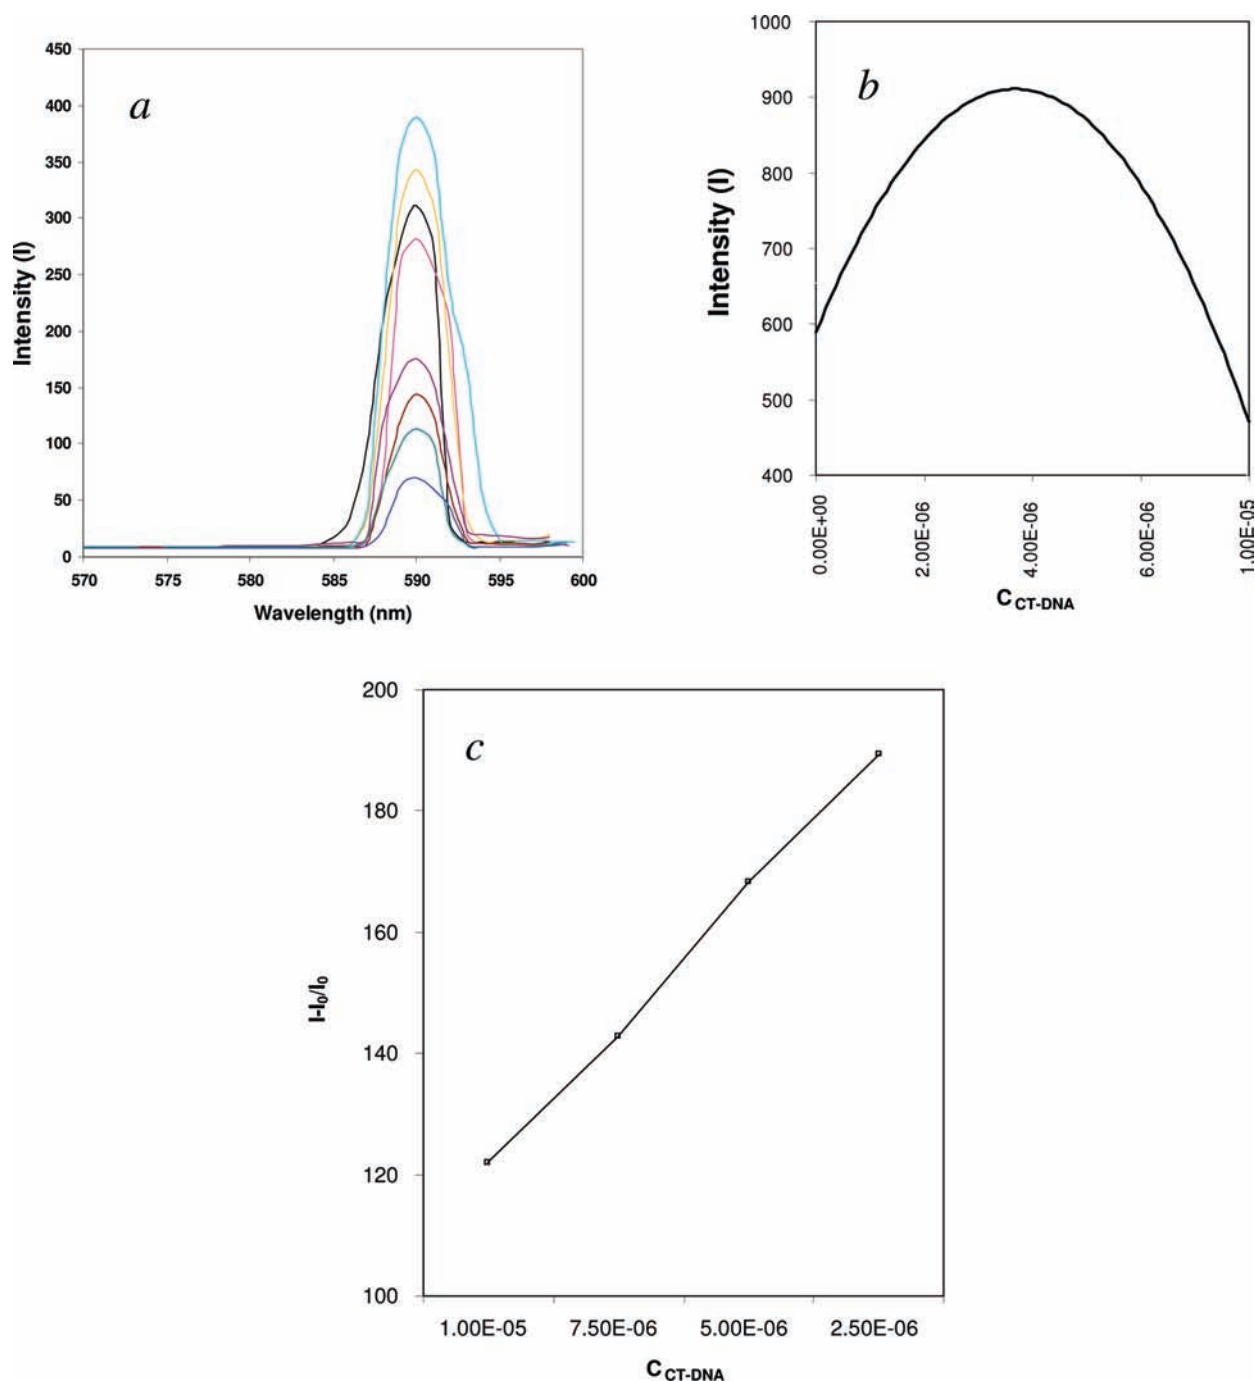 a
450
400
350
300
250
200
150
100
50
0
Intensity (I)
570 575 580 585 590 595 600
Wavelength (nm)
b
1000
900
800
700
600
500
400
Intensity (I)
0.00E+00 2.00E-06 4.00E-06 6.00E-06 1.00E-05
C CT-DNA
c
200
180
160
140
120
100
I-I0/I0
1.00E-05 7.50E-06 5.00E-06 2.50E-06
C CT-DNA